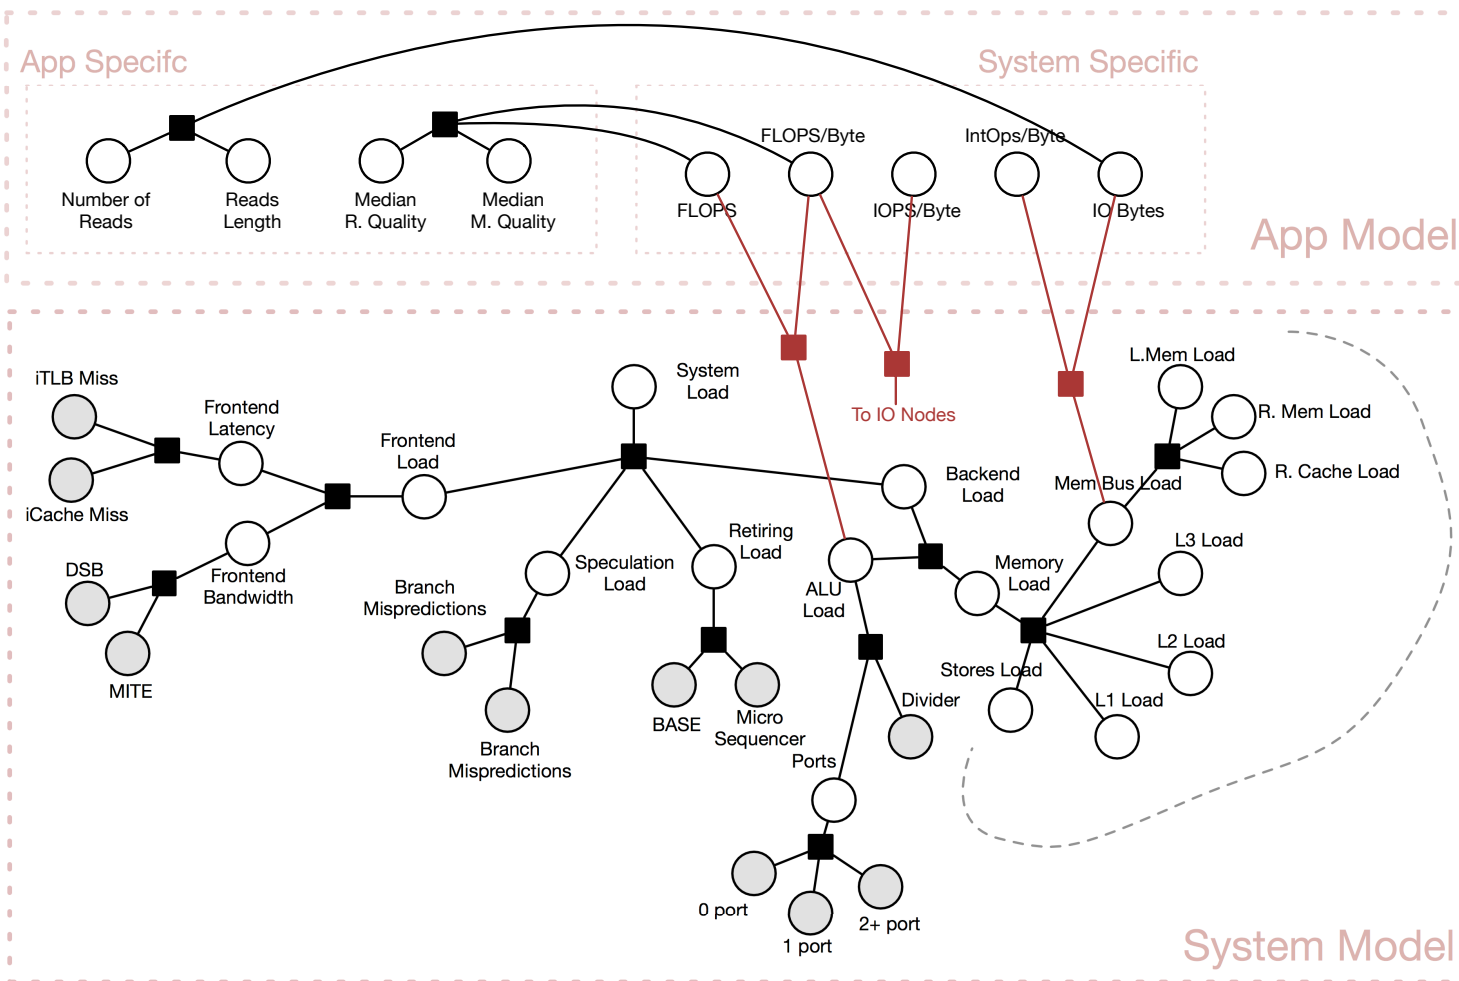 App Specifc
System Specific
FLOPS/Byte
IntOps/Byte
Number of
Reads
Reads
Length
Median
R. Quality
Median
M. Quality
FLOPS
IOPS/Byte
IO Bytes
App Model
iTLB Miss
Frontend
Latency
Frontend
Load
System
Load
To IO Nodes
L.Mem Load
R. Mem Load
R. Cache Load
Mem Bus Load
Backend
Load
iCache Miss
DSB
Frontend
Bandwidth
MITE
Branch
Mispredictions
Speculation
Load
Retiring
Load
ALU
Load
Memory
Load
L3 Load
L2 Load
L1 Load
Stores Load
Divider
BASE
Micro
Sequencer
Branch
Mispredictions
Ports
0 port
1 port
2+ port
System Model